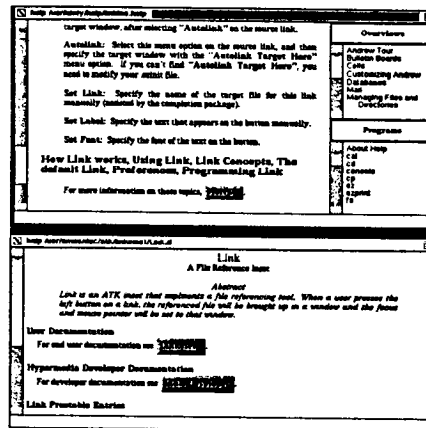 target window, after selecting "Autolink" on the source link.
Autolink: Select this menu option on the source link, and then
specify the target window with the "Autolink Target Here"
menu option. If you can't find "Autolink Target Here", you
need to modify your .ezinit file.
Set Link: Specify the name of the target file for this link
manually (assisted by the completion package).
Set Label: Specify the text that appears on the button manually.
Set Font: Specify the font of the text on the button.
How Link works, Using Link, Link Concepts, The
default Link, Preferences, Programming Link
For more information on these topics,
Overviews
Andrew Tour
Bulletin Boards
Cells
Customizing Andrew
Databases
Mail
Managing Files and
Directories
Programs
About Help
cal
cd
console
cp
ez
ezprint
fs
Link
A File Reference Inset
Abstract
Link is an ATK inset that implements a file referencing tool. When a user presses the
left button on a link, the referenced file will be brought up in a window and the focus
and mouse pointer will be set to that window.
User Documentation
For end user documentation see
Hypermedia Developer Documentation
For developer documentation see
Link Printable Entries